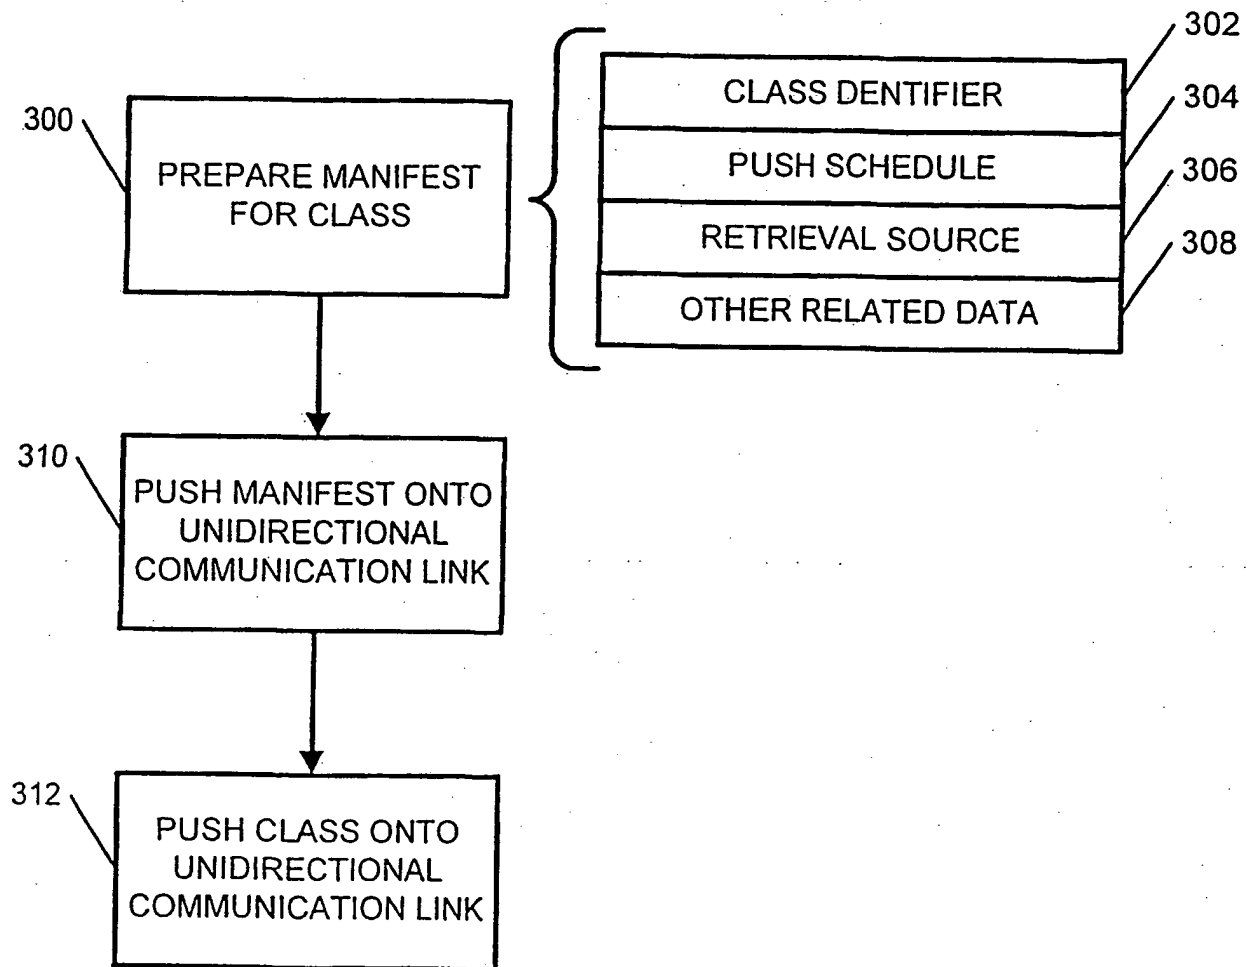 300
PREPARE MANIFEST
FOR CLASS
CLASS DENTIFIER
302
PUSH SCHEDULE
304
RETRIEVAL SOURCE
306
OTHER RELATED DATA
308
310
PUSH MANIFEST ONTO
UNIDIRECTIONAL
COMMUNICATION LINK
312
PUSH CLASS ONTO
UNIDIRECTIONAL
COMMUNICATION LINK